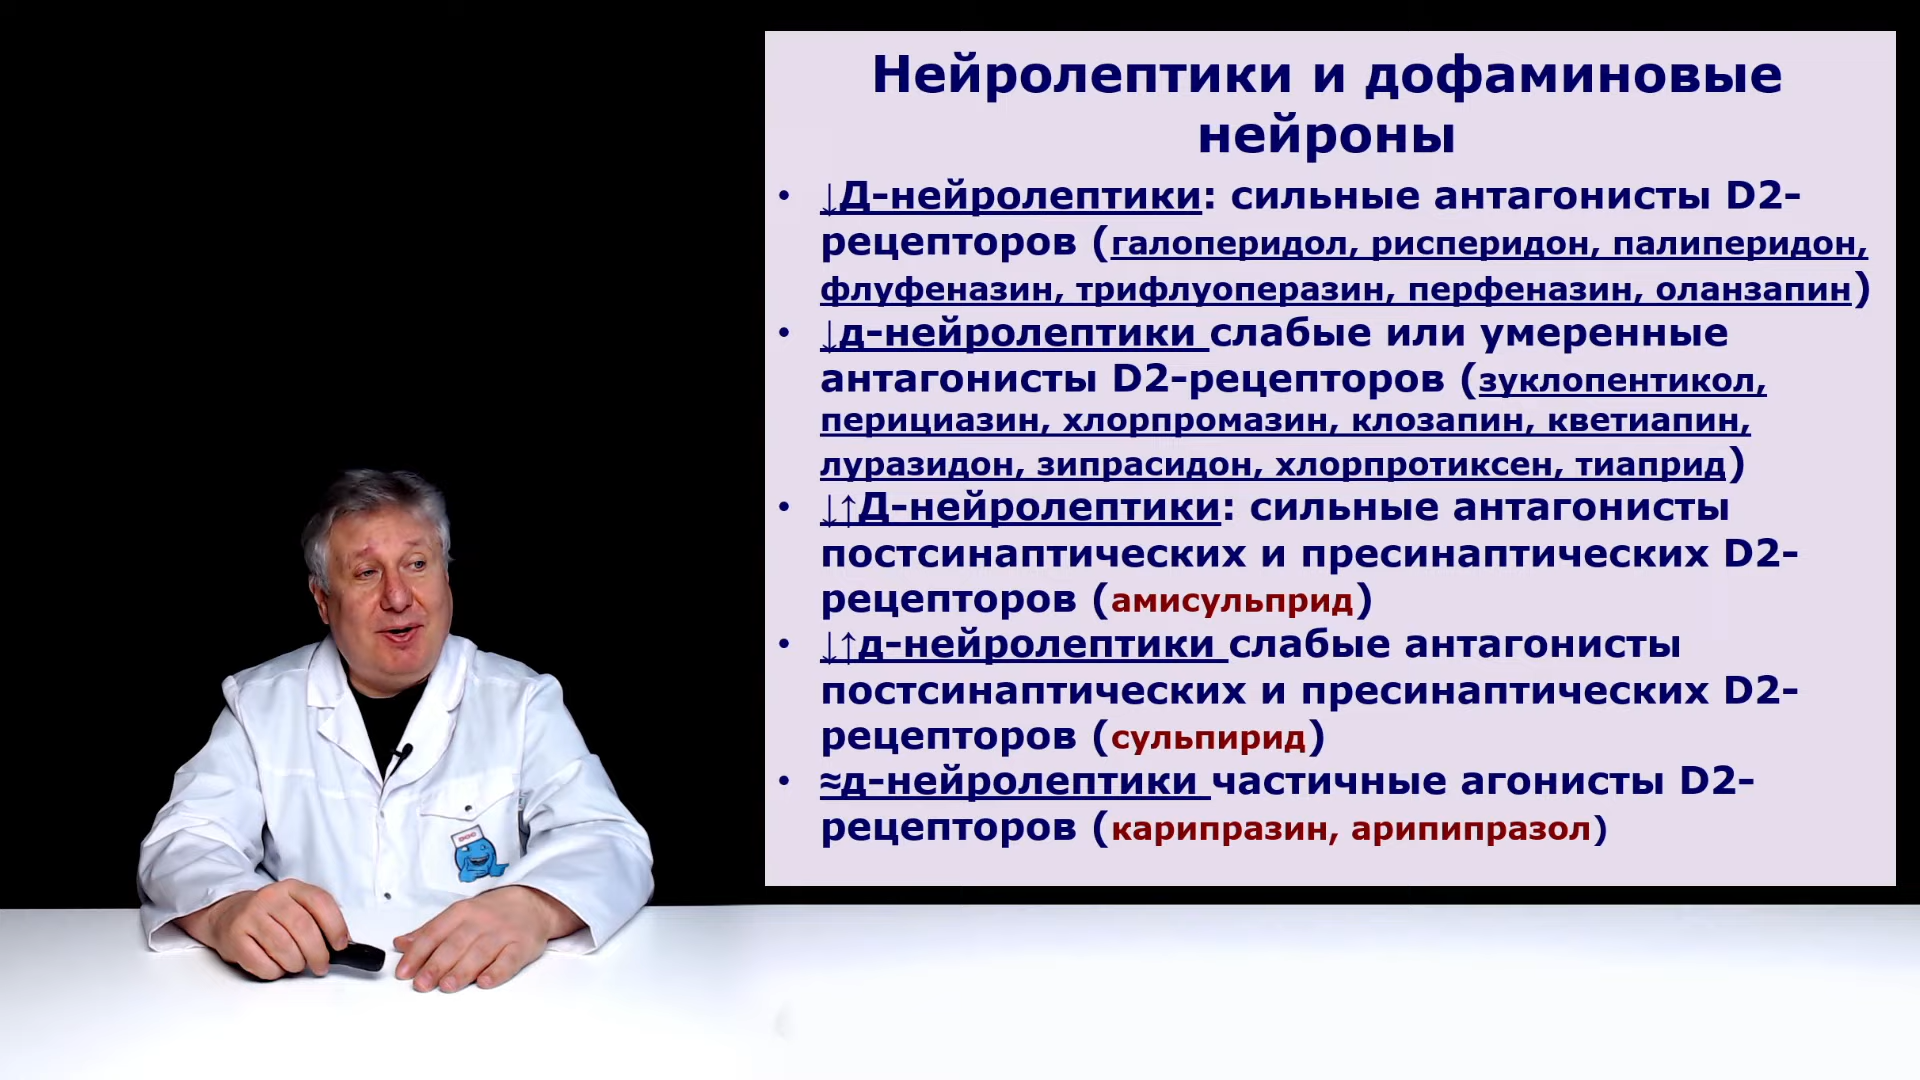 Нейролептики и дофаминовые
нейроны
• ↓Д-нейролептики: сильные антагонисты D2-
рецепторов (галоперидол, рисперидон, палиперидон,
флуфеназин, трифлуоперазин, перфеназин, оланзапин)
• ↓д-нейролептики слабые или умеренные
антагонисты D2-рецепторов (зуклопентикол,
перициазин, хлорпромазин, клозапин, кветиапин,
луразидон, зипрасидон, хлорпротиксен, тиаприд)
• ↓↑Д-нейролептики: сильные антагонисты
постсинаптических и пресинаптических D2-
рецепторов (амисульприд)
• ↓↑д-нейролептики слабые антагонисты
постсинаптических и пресинаптических D2-
рецепторов (сульпирид)
• ≈д-нейролептики частичные агонисты D2-
рецепторов (карипразин, арипипразол)